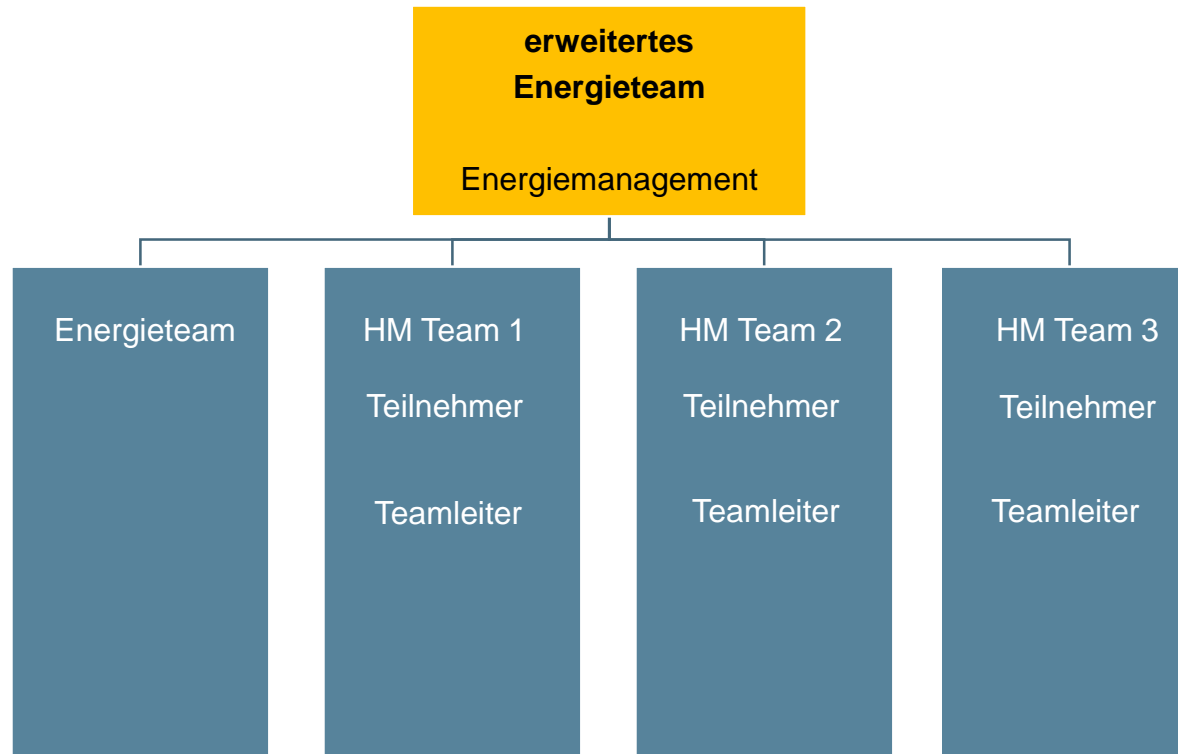 erweitertes
Energieteam
Energiemanagement
Energieteam
HM Team 1
Teilnehmer
Teamleiter
HM Team 2
Teilnehmer
Teamleiter
HM Team 3
Teilnehmer
Teamleiter